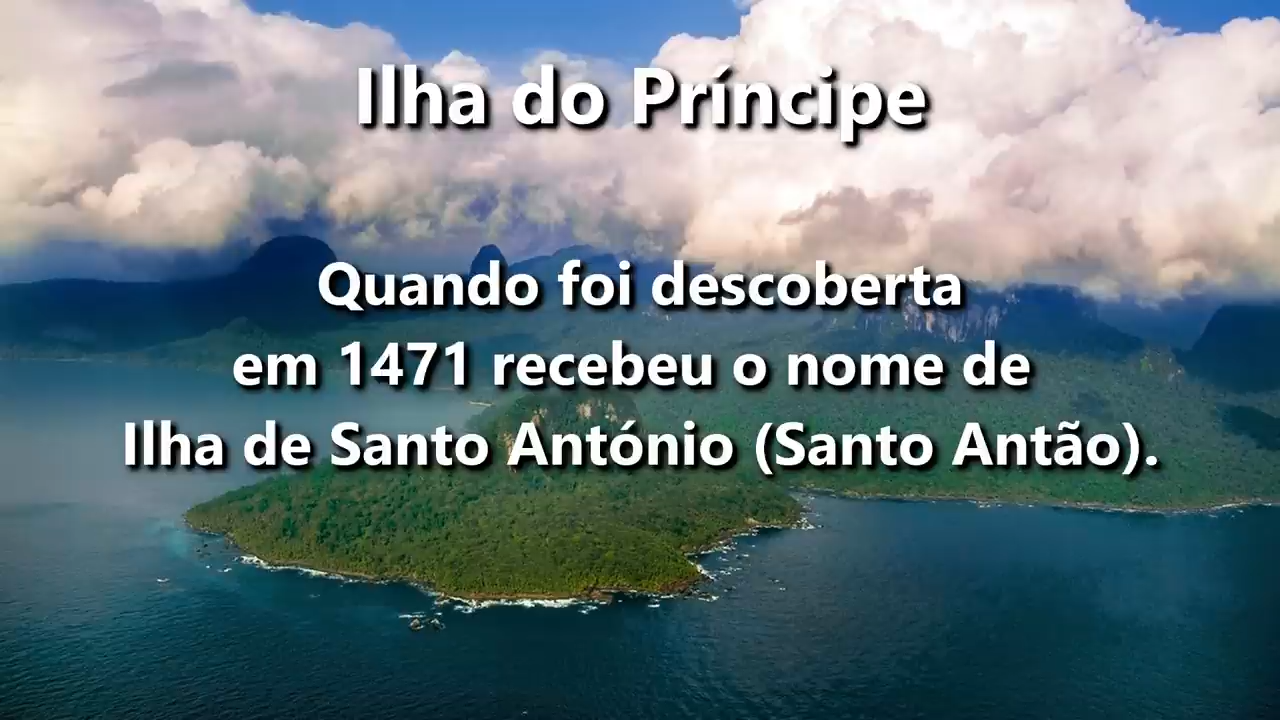 Ilha do Príncipe
Quando foi descoberta
em 1471 recebeu o nome de
Ilha de Santo António (Santo Antão).